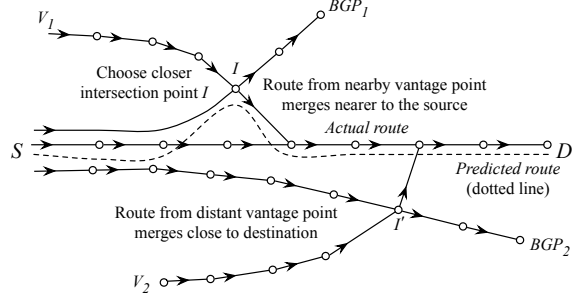 V1
BGP1
Choose closer
intersection point I
I
Route from nearby vantage point
merges nearer to the source
Actual route
S
D
Predicted route
(dotted line)
Route from distant vantage point
merges close to destination
I'
BGP2
V2